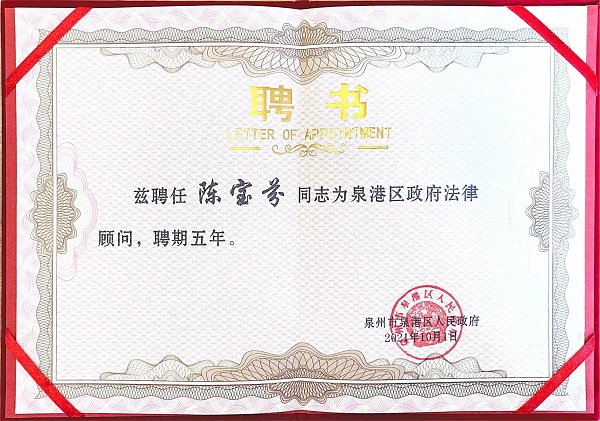 聘书
LETTER OF APPOINTMENT
兹聘任 陈宝芬 同志为泉港区政府法律
顾问，聘期五年。
泉州市泉港区人民政府
2021年10月1日